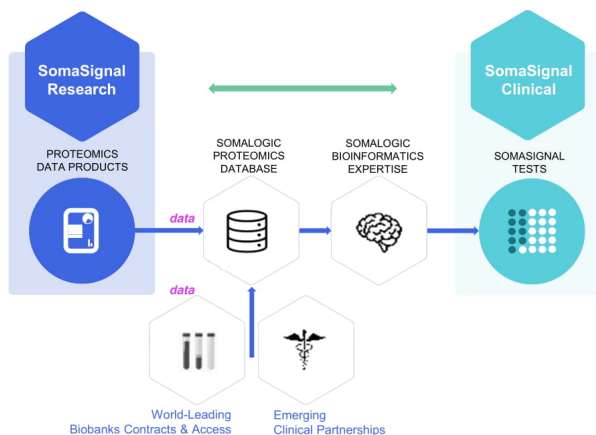 SomaSignal
Research
SomaSignal
Clinical
PROTEOMICS
DATA PRODUCTS
SOMALOGIC
PROTEOMICS
DATABASE
SOMALOGIC
BIOINFORMATICS
EXPERTISE
SOMASIGNAL
TESTS
data
data
World-Leading
Biobanks Contracts & Access
Emerging
Clinical Partnerships